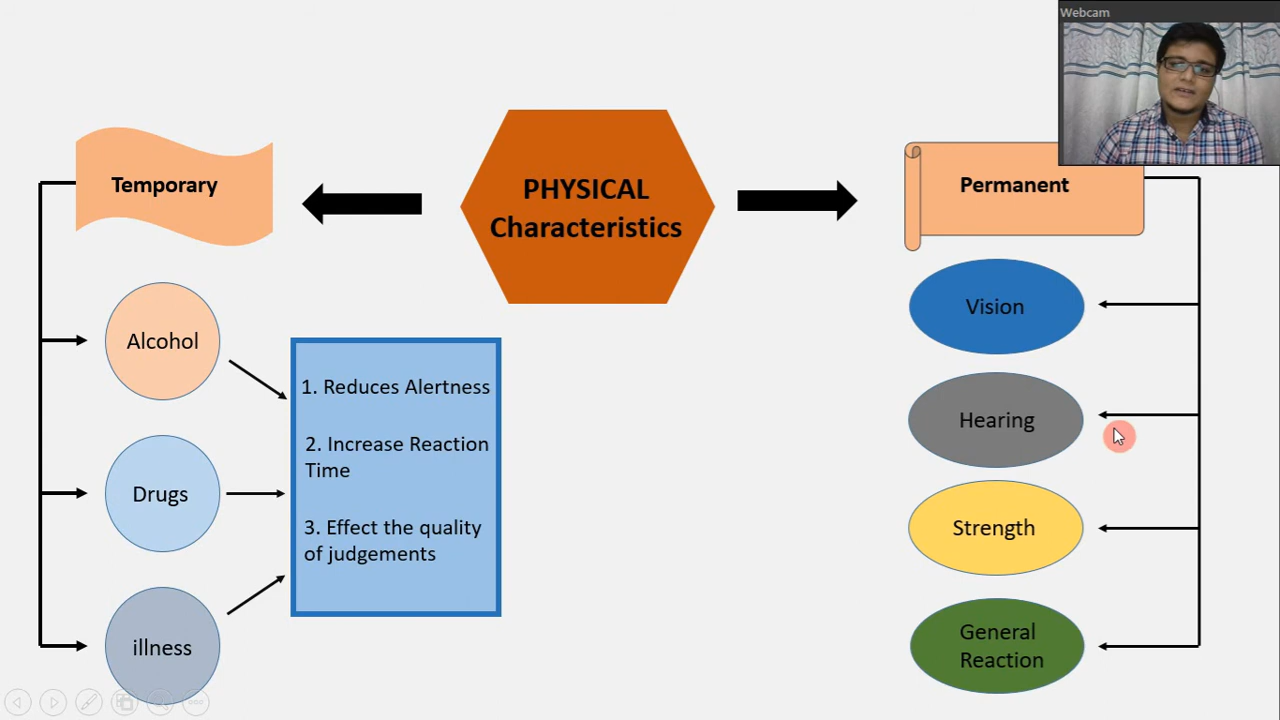 Webcam
PHYSICAL
Characteristics
Temporary
Alcohol
Drugs
illness
1. Reduces Alertness
2. Increase Reaction
Time
3. Effect the quality
of judgements
Permanent
Vision
Hearing
Strength
General
Reaction